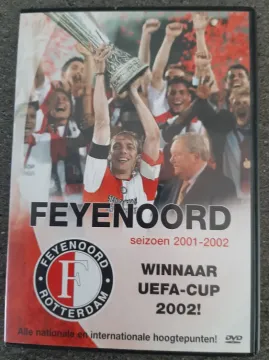 FEYENOORD
seizoen 2001-2002
FEYENOORD
F
ROTTERDAM
WINNAAR
UEFA-CUP
2002!
Alle nationale en internationale hoogtepunten!
DVD